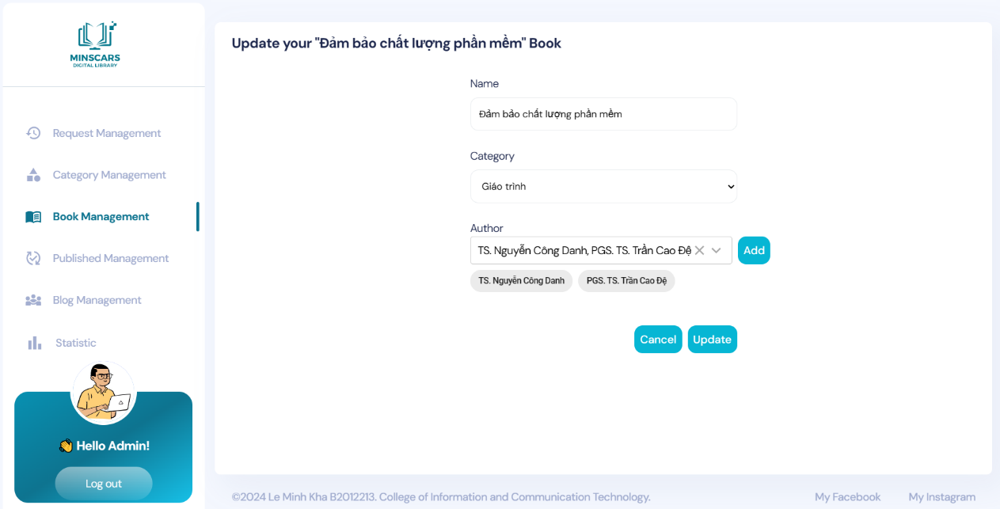 MINSCARS
DIGITAL LIBRARY
Request Management
Category Management
Book Management
Published Management
Blog Management
Statistic
👋 Hello Admin!
Log out
Update your "Đảm bảo chất lượng phần mềm" Book
Name
Đảm bảo chất lượng phần mềm
Category
Giáo trình
Author
TS. Nguyễn Công Danh, PGS. TS. Trần Cao Đệ
Add
TS. Nguyễn Công Danh PGS. TS. Trần Cao Đệ
Cancel Update
©2024 Le Minh Kha B2012213. College of Information and Communication Technology. My Facebook My Instagram